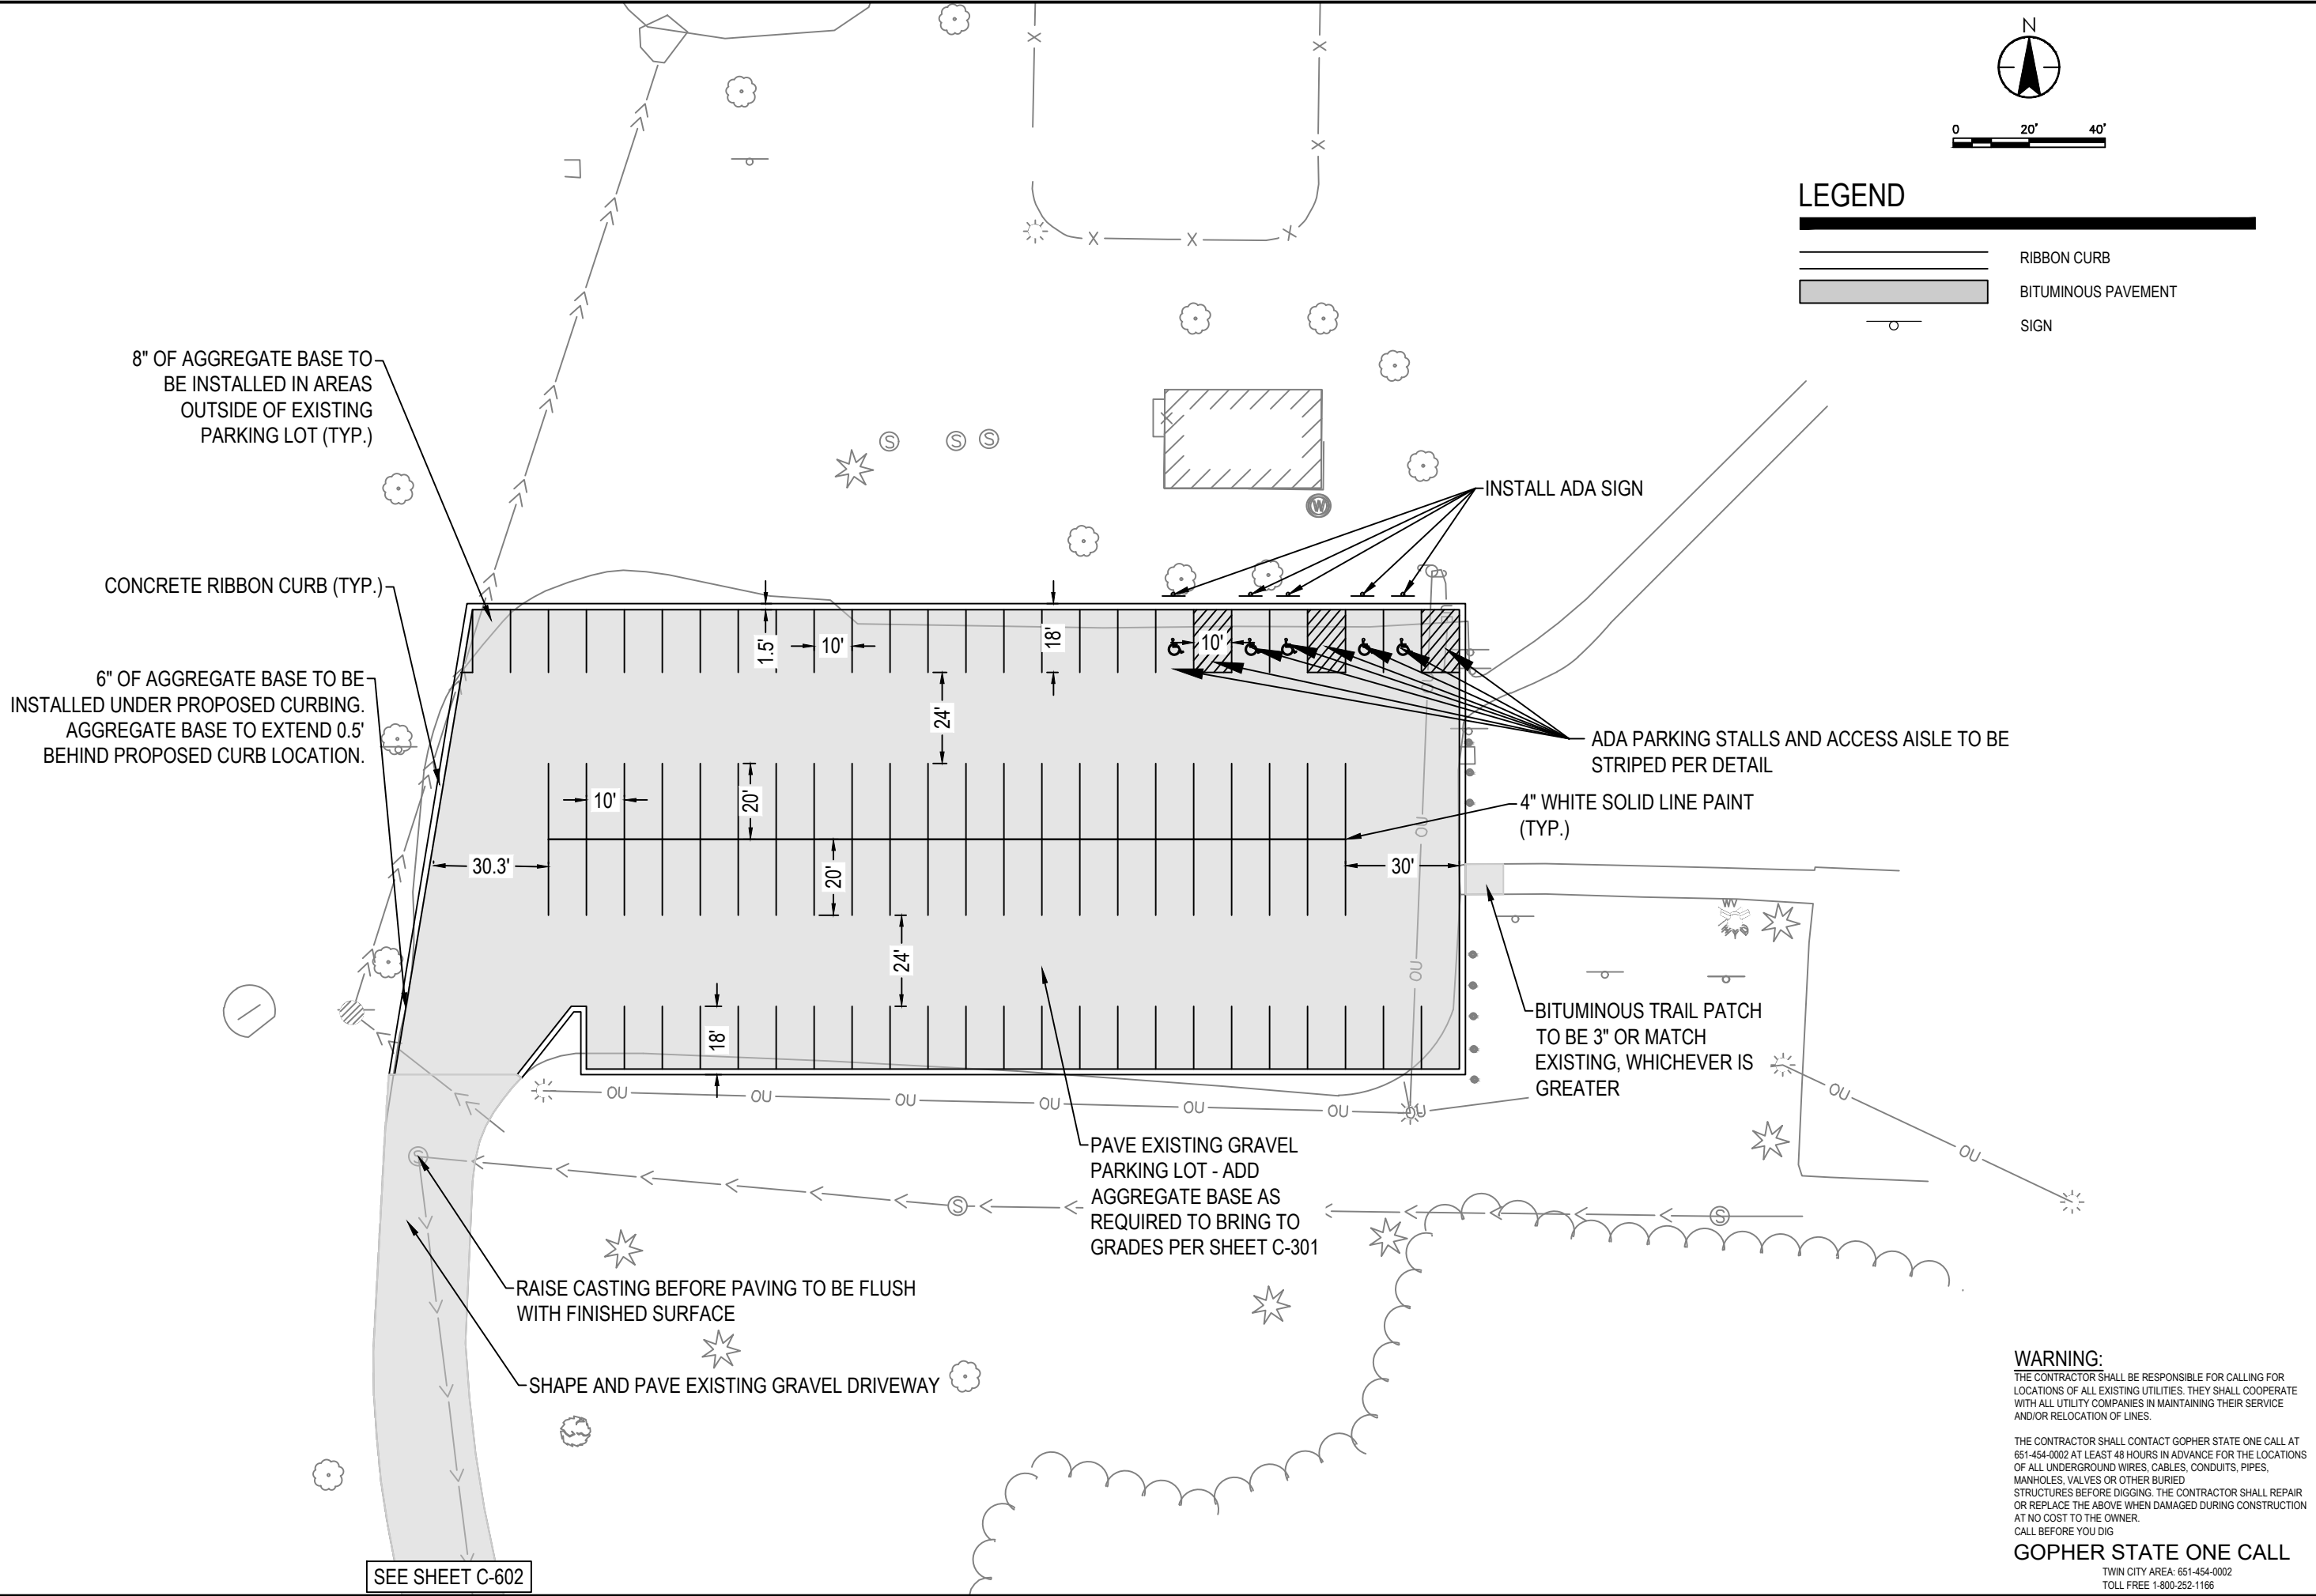 N
0 20' 40'
LEGEND
RIBBON CURB
BITUMINOUS PAVEMENT
SIGN
8" OF AGGREGATE BASE TO
BE INSTALLED IN AREAS
OUTSIDE OF EXISTING
PARKING LOT (TYP.)
CONCRETE RIBBON CURB (TYP.)
6" OF AGGREGATE BASE TO BE
INSTALLED UNDER PROPOSED CURBING.
AGGREGATE BASE TO EXTEND 0.5'
BEHIND PROPOSED CURB LOCATION.
S S S
W
INSTALL ADA SIGN
1.5'
10'
18'
10'
24'
ADA PARKING STALLS AND ACCESS AISLE TO BE
STRIPED PER DETAIL
10'
20'
4" WHITE SOLID LINE PAINT
(TYP.)
OU
30.3'
20'
30'
WV
24'
OU
18'
BITUMINOUS TRAIL PATCH
TO BE 3" OR MATCH
EXISTING, WHICHEVER IS
GREATER
OU OU OU OU OU OU OU
OU
OU
PAVE EXISTING GRAVEL
PARKING LOT - ADD
AGGREGATE BASE AS
REQUIRED TO BRING TO
GRADES PER SHEET C-301
S
S
S
RAISE CASTING BEFORE PAVING TO BE FLUSH
WITH FINISHED SURFACE
SHAPE AND PAVE EXISTING GRAVEL DRIVEWAY
SEE SHEET C-602
WARNING:
THE CONTRACTOR SHALL BE RESPONSIBLE FOR CALLING FOR
LOCATIONS OF ALL EXISTING UTILITIES. THEY SHALL COOPERATE
WITH ALL UTILITY COMPANIES IN MAINTAINING THEIR SERVICE
AND/OR RELOCATION OF LINES.
THE CONTRACTOR SHALL CONTACT GOPHER STATE ONE CALL AT
651-454-0002 AT LEAST 48 HOURS IN ADVANCE FOR THE LOCATIONS
OF ALL UNDERGROUND WIRES, CABLES, CONDUITS, PIPES,
MANHOLES, VALVES OR OTHER BURIED
STRUCTURES BEFORE DIGGING. THE CONTRACTOR SHALL REPAIR
OR REPLACE THE ABOVE WHEN DAMAGED DURING CONSTRUCTION
AT NO COST TO THE OWNER.
CALL BEFORE YOU DIG
GOPHER STATE ONE CALL
TWIN CITY AREA: 651-454-0002
TOLL FREE 1-800-252-1166